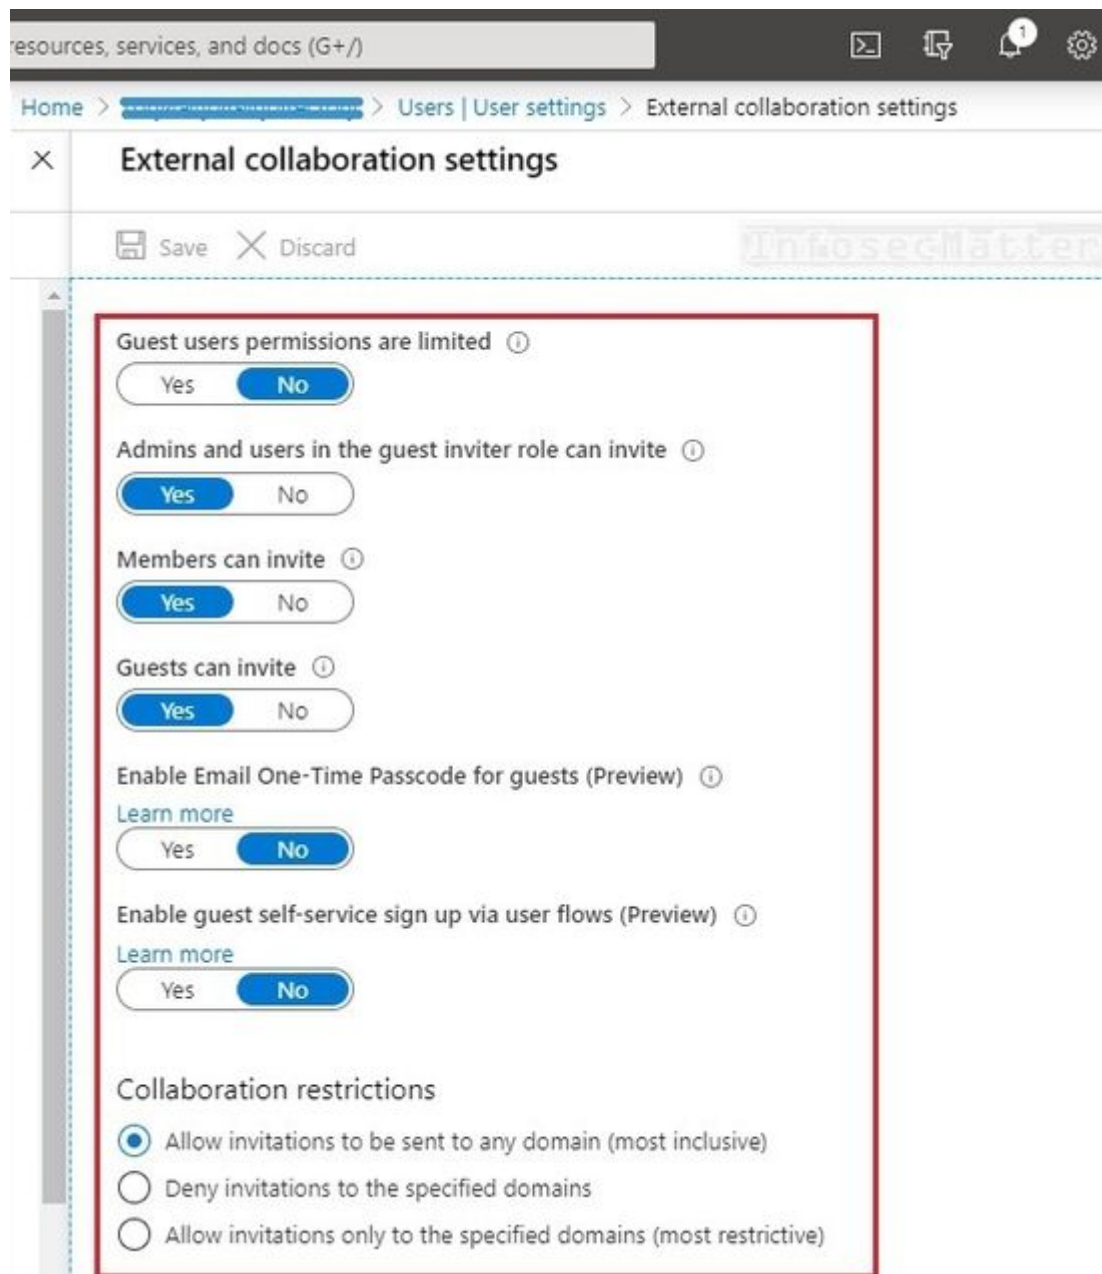 resources, services, and docs (G+/)
1
Home > > Users | User settings > External collaboration settings
External collaboration settings
Save Discard
InfosecMatter
Guest users permissions are limited
Yes No
Admins and users in the guest inviter role can invite
Yes No
Members can invite
Yes No
Guests can invite
Yes No
Enable Email One-Time Passcode for guests (Preview)
Learn more
Yes No
Enable guest self-service sign up via user flows (Preview)
Learn more
Yes No
Collaboration restrictions
Allow invitations to be sent to any domain (most inclusive)
Deny invitations to the specified domains
Allow invitations only to the specified domains (most restrictive)